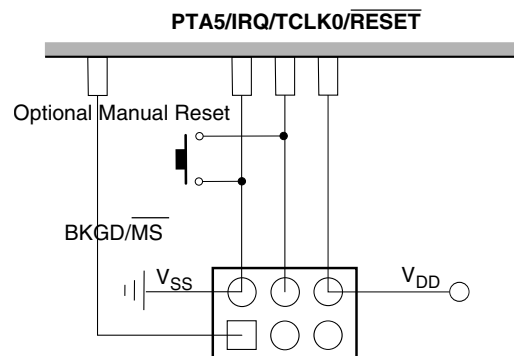 PTA5/IRQ/TCLK0/RESET
Optional Manual Reset
BKGD/MS
VSS
VDD